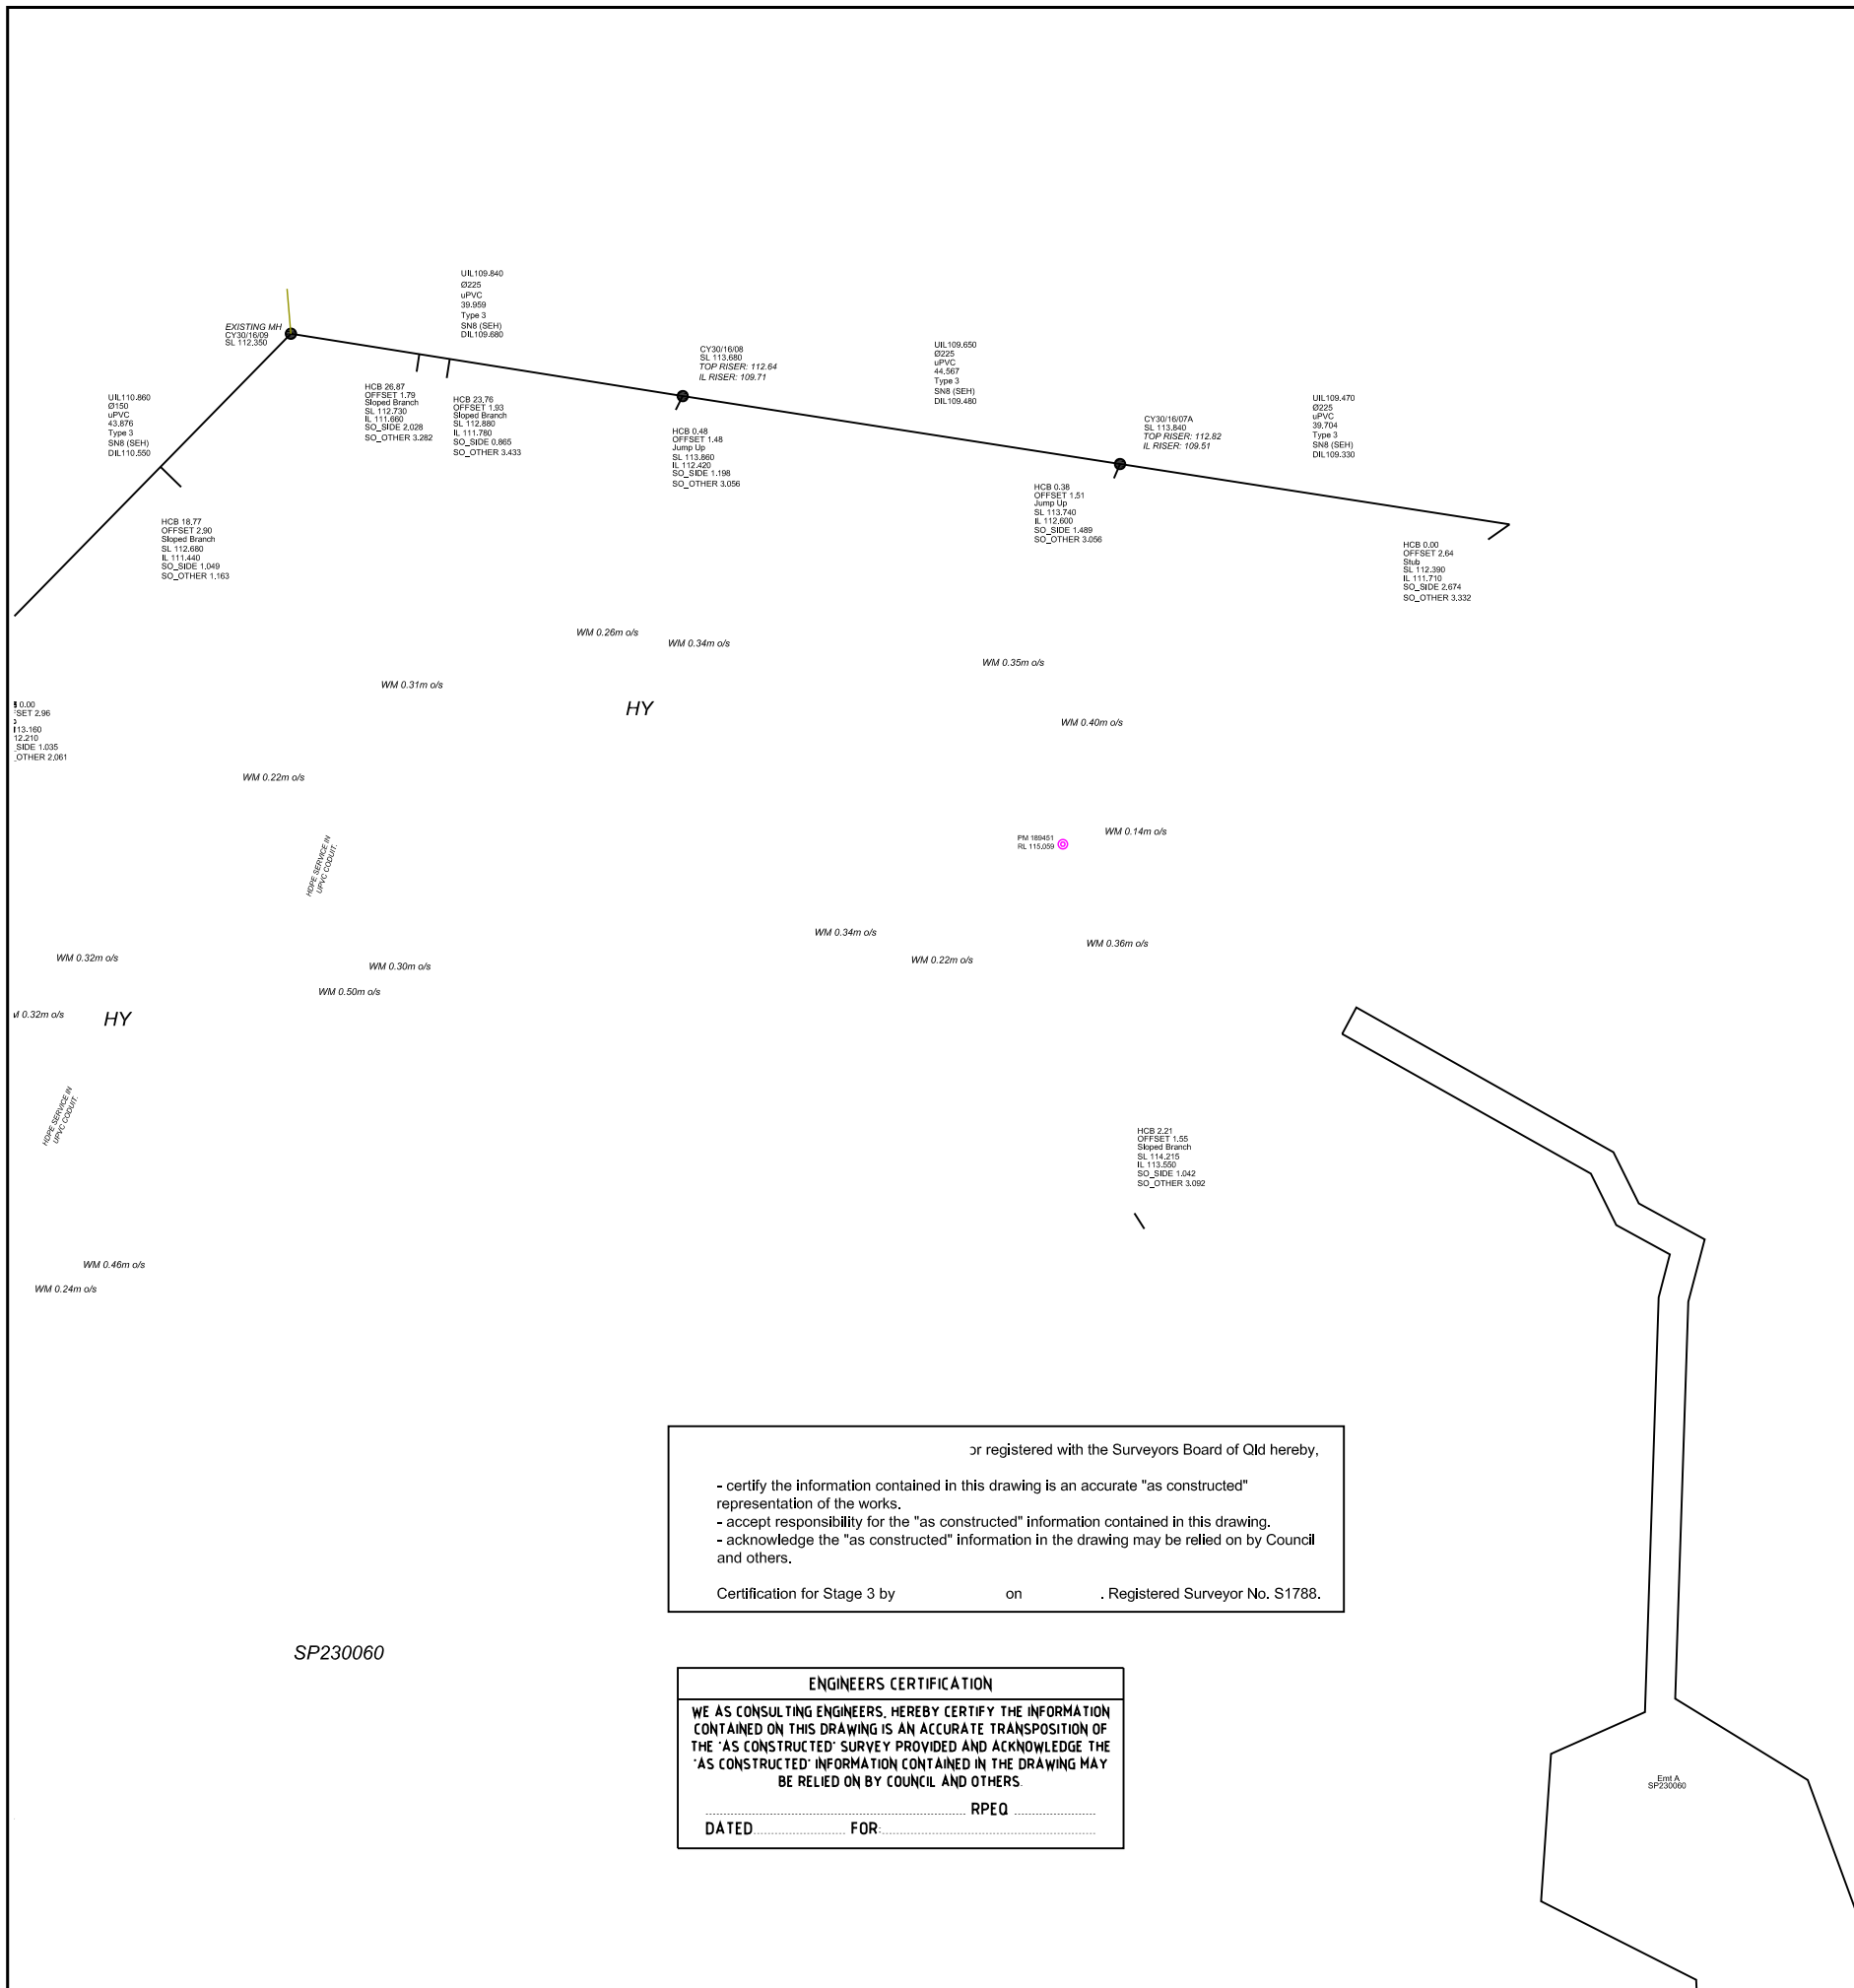 UIL109.840
Ø225
uPVC
39.959
Type 3
SN8 (SEH)
DIL109.680
EXISTING MH
CY30/16/09
SL 112.350
CY30/16/08
SL 113.680
TOP RISER: 112.64
IL RISER: 109.71
UIL109.650
Ø225
uPVC
44.567
Type 3
SN8 (SEH)
DIL109.480
UIL110.860
Ø150
uPVC
43.876
Type 3
SN8 (SEH)
DIL110.550
HCB 26.87
OFFSET 1.79
Sloped Branch
SL 112.730
IL 111.660
SO_SIDE 2.028
SO_OTHER 3.282
HCB 23.76
OFFSET 1.93
Sloped Branch
SL 112.880
IL 111.780
SO_SIDE 0.865
SO_OTHER 3.433
HCB 0.48
OFFSET 1.48
Jump Up
SL 113.860
IL 112.420
SO_SIDE 1.198
SO_OTHER 3.056
CY30/16/07A
SL 113.840
TOP RISER: 112.82
IL RISER: 109.51
UIL109.470
Ø225
uPVC
39.704
Type 3
SN8 (SEH)
DIL109.330
HCB 18.77
OFFSET 2.90
Sloped Branch
SL 112.680
IL 111.440
SO_SIDE 1.049
SO_OTHER 1.163
HCB 0.38
OFFSET 1.51
Jump Up
SL 113.740
IL 112.600
SO_SIDE 1.489
SO_OTHER 3.056
HCB 0.00
OFFSET 2.64
Stub
SL 112.390
IL 111.710
SO_SIDE 2.674
SO_OTHER 3.332
WM 0.26m o/s
WM 0.34m o/s
WM 0.35m o/s
WM 0.31m o/s
HY
WM 0.40m o/s
0.00
SET 2.96
13.160
12.210
_SIDE 1.035
_OTHER 2.061
WM 0.22m o/s
HDPE SERVICE IN
UPVC CODUIT.
PM 189451
RL 115.059
WM 0.14m o/s
WM 0.34m o/s
WM 0.36m o/s
WM 0.32m o/s
WM 0.30m o/s
WM 0.22m o/s
WM 0.50m o/s
0.32m o/s
HY
HDPE SERVICE IN
UPVC CODUIT.
HCB 2.21
OFFSET 1.55
Sloped Branch
SL 114.215
IL 113.550
SO_SIDE 1.042
SO_OTHER 3.092
WM 0.46m o/s
WM 0.24m o/s
or registered with the Surveyors Board of Qld hereby,
- certify the information contained in this drawing is an accurate "as constructed"
representation of the works.
- accept responsibility for the "as constructed" information contained in this drawing.
- acknowledge the "as constructed" information in the drawing may be relied on by Council
and others.
Certification for Stage 3 by on . Registered Surveyor No. S1788.
SP230060
ENGINEERS CERTIFICATION
WE AS CONSULTING ENGINEERS, HEREBY CERTIFY THE INFORMATION
CONTAINED ON THIS DRAWING IS AN ACCURATE TRANSPOSITION OF
THE 'AS CONSTRUCTED' SURVEY PROVIDED AND ACKNOWLEDGE THE
'AS CONSTRUCTED' INFORMATION CONTAINED IN THE DRAWING MAY
BE RELIED ON BY COUNCIL AND OTHERS.
RPEQ
DATED FOR:
Emt A
SP230060